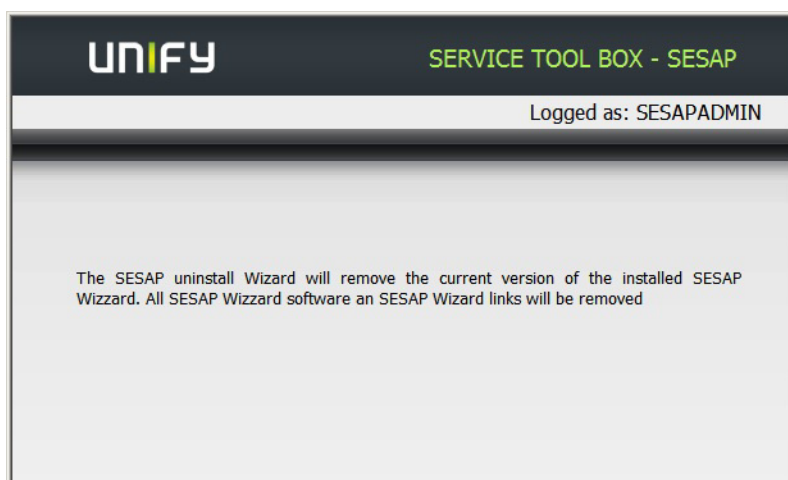 UNIFY
SERVICE TOOL BOX - SESAP
Logged as: SESAPADMIN
The SESAP uninstall Wizard will remove the current version of the installed SESAP
Wizzard. All SESAP Wizzard software an SESAP Wizard links will be removed